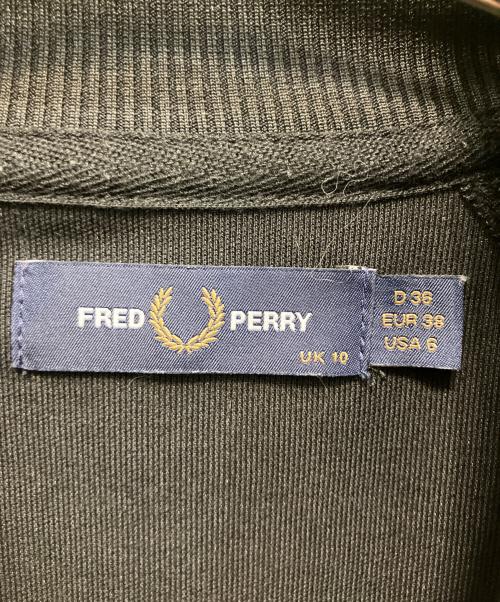 FRED PERRY
UK 10
D 36
EUR 38
USA 6